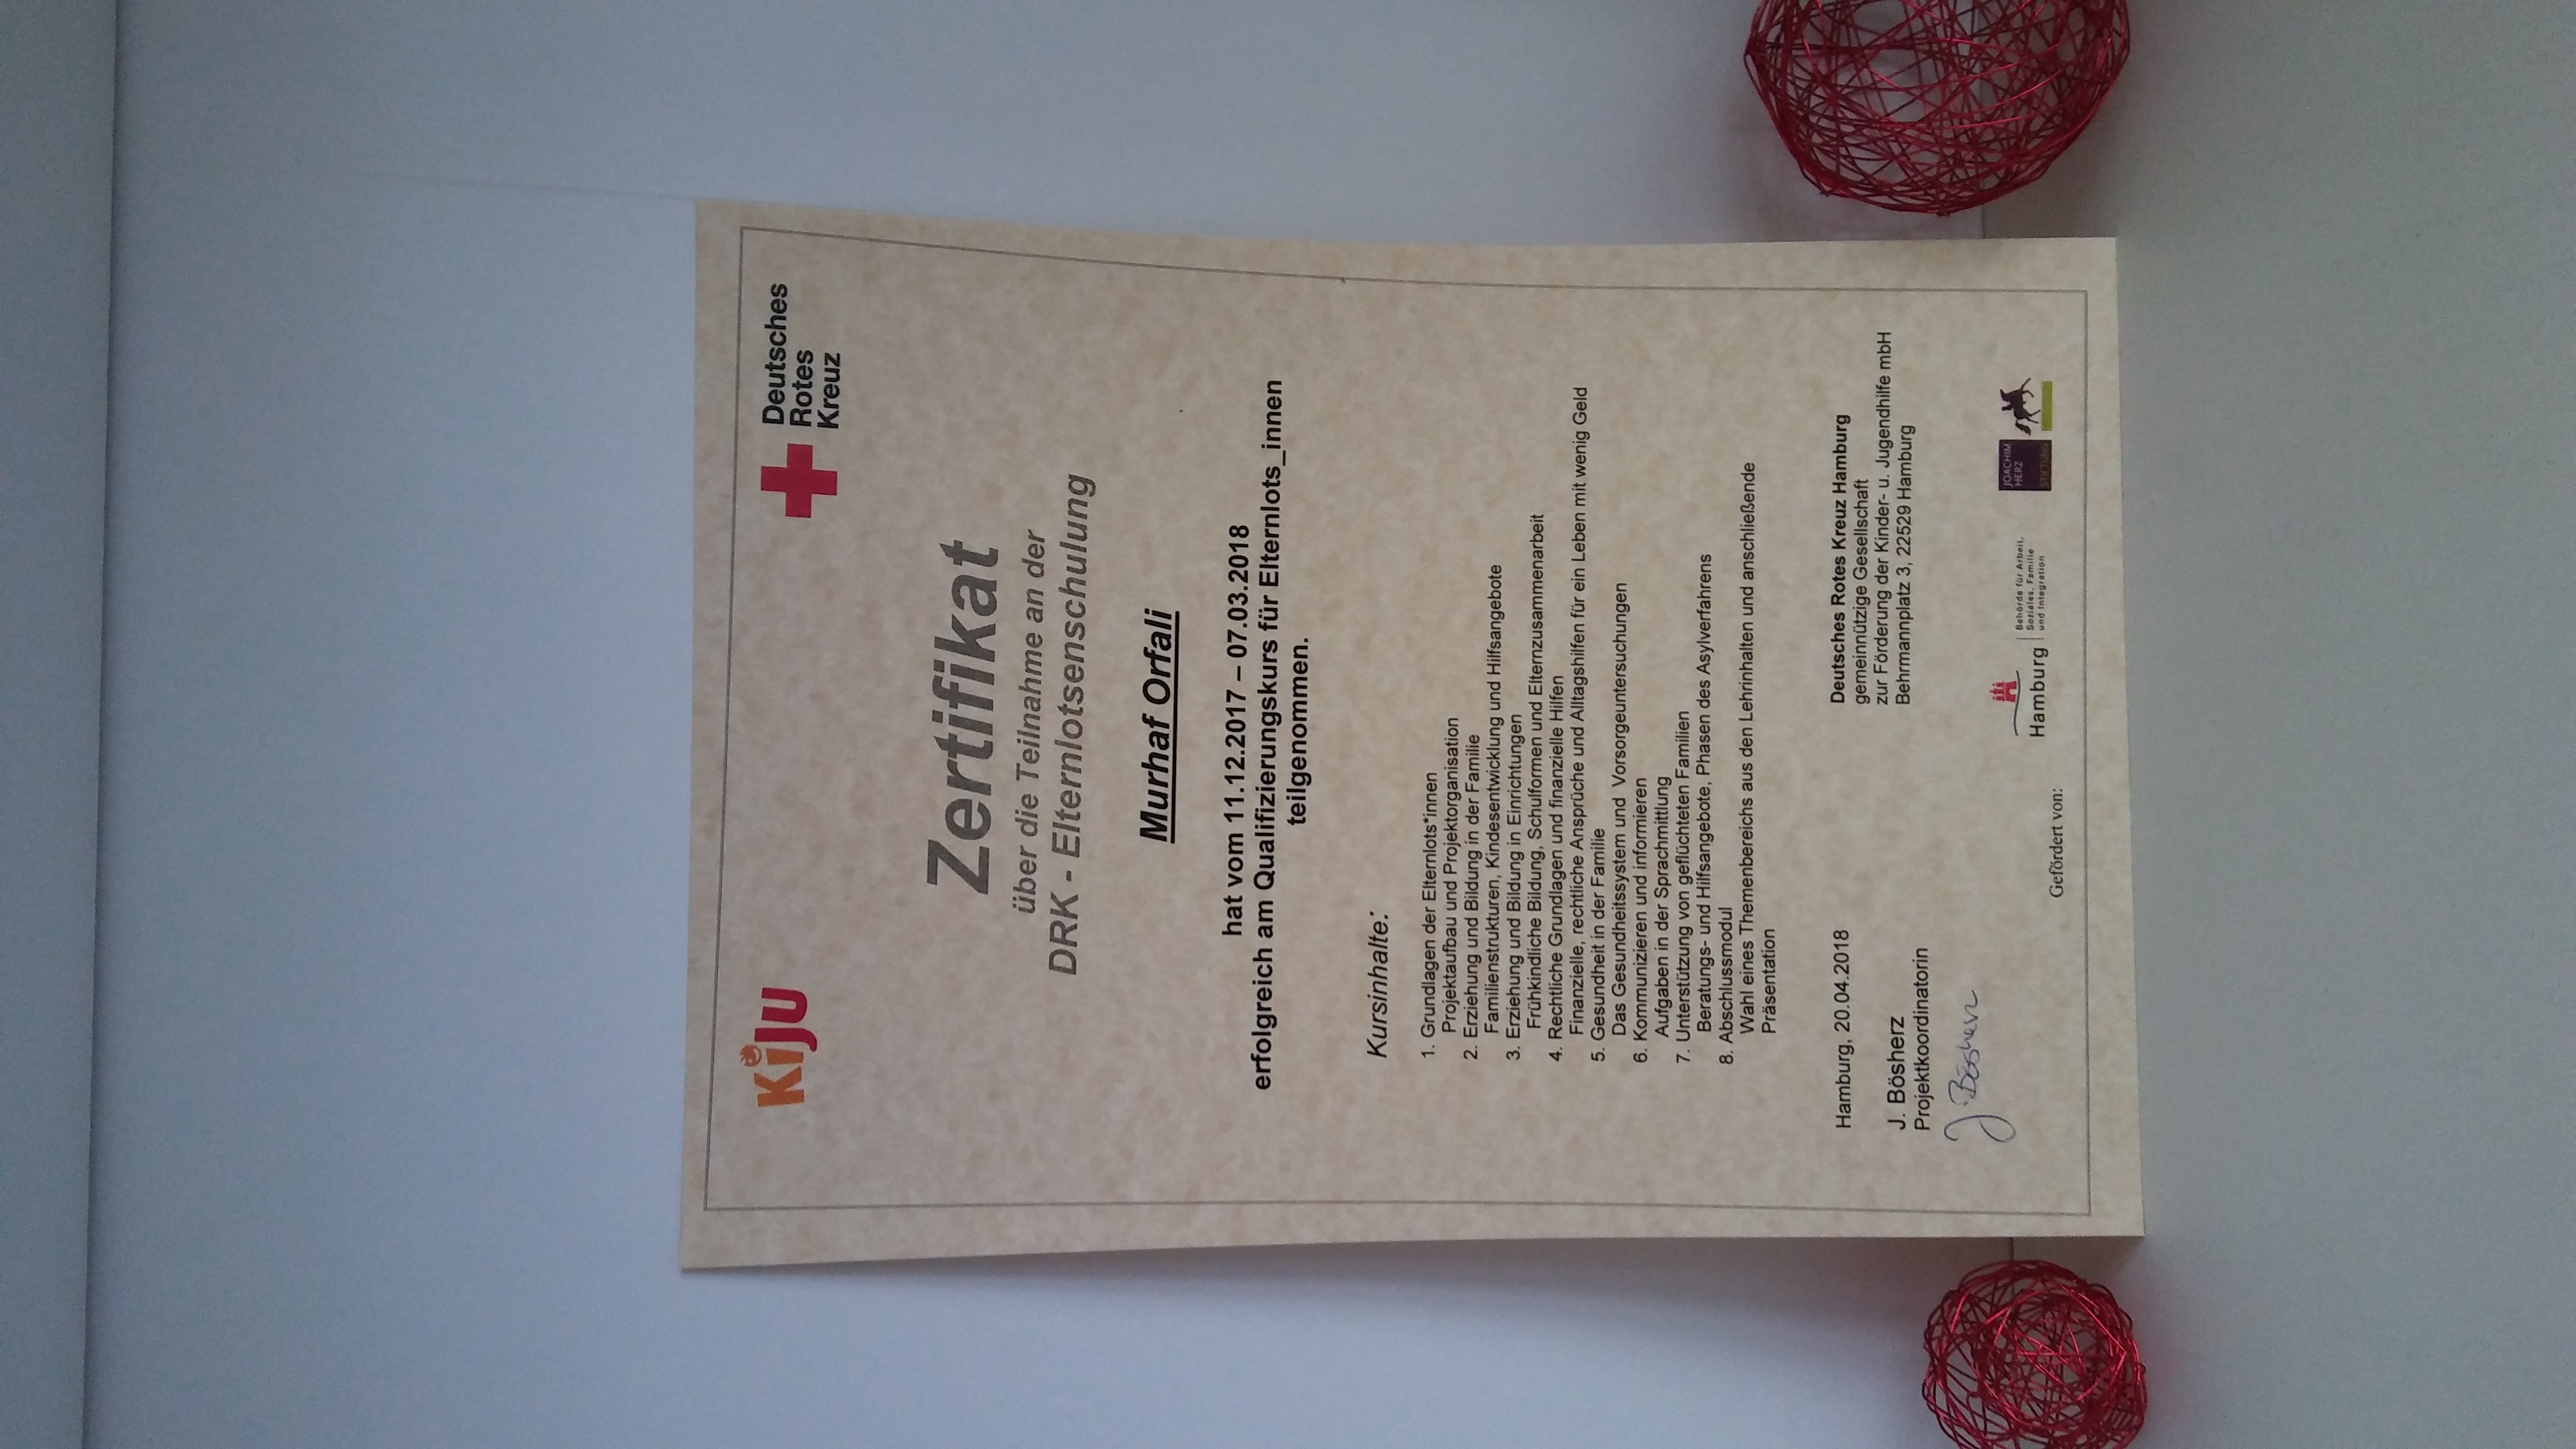 KiJu
Deutsches
Rotes
Kreuz
Zertifikat
über die Teilnahme an der
DRK - Elternlotsenschulung
Murhaf Orfali
hat vom 11.12.2017 – 07.03.2018
erfolgreich am Qualifizierungskurs für Elternlots_innen
teilgenommen.
Kursinhalte:
1. Grundlagen der Elternlots*innen
Projektaufbau und Projektorganisation
2. Erziehung und Bildung in der Familie
Familienstrukturen, Kindesentwicklung und Hilfsangebote
3. Erziehung und Bildung in Einrichtungen
Frühkindliche Bildung, Schulformen und Elternzusammenarbeit
4. Rechtliche Grundlagen und finanzielle Hilfen
Finanzielle, rechtliche Ansprüche und Alltagshilfen für ein Leben mit wenig Geld
5. Gesundheit in der Familie
Das Gesundheitssystem und Vorsorgeuntersuchungen
6. Kommunizieren und informieren
Aufgaben in der Sprachmittlung
7. Unterstützung von geflüchteten Familien
Beratungs- und Hilfsangebote, Phasen des Asylverfahrens
8. Abschlussmodul
Wahl eines Themenbereichs aus den Lehrinhalten und anschließende
Präsentation
Hamburg, 20.04.2018
J. Bösherz
Projektkoordinatorin
J. Bösherz
Deutsches Rotes Kreuz Hamburg
gemeinnützige Gesellschaft
zur Förderung der Kinder- u. Jugendhilfe mbH
Behrmannplatz 3, 22529 Hamburg
Gefördert von:
Hamburg
Behörde für Arbeit,
Soziales, Familie
und Integration
JOACHIM
HERZ
STIFTUNG